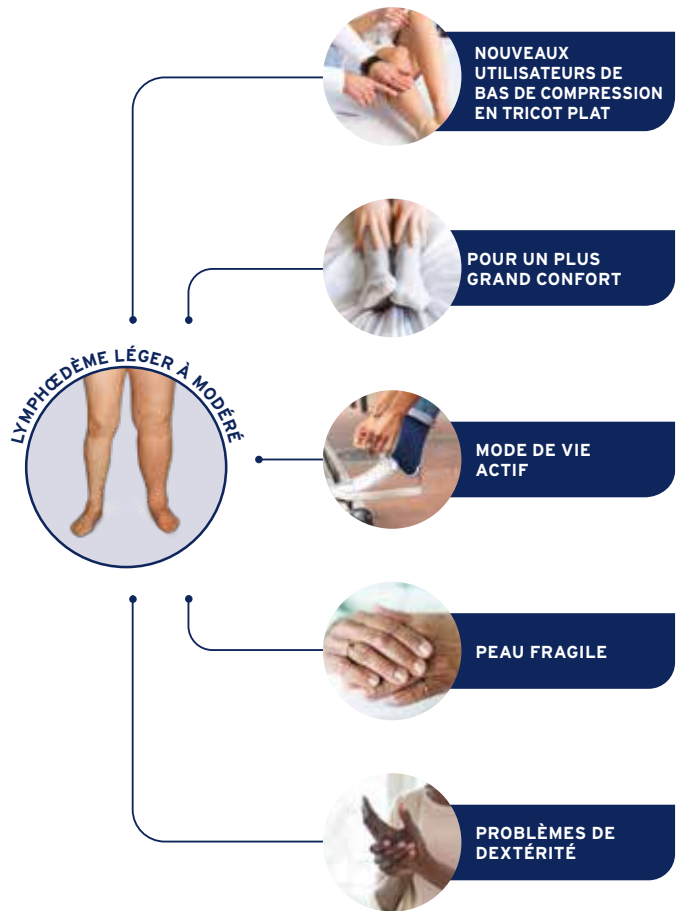 NOUVEAUX
UTILISATEURS DE
BAS DE COMPRESSION
EN TRICOT PLAT
POUR UN PLUS
GRAND CONFORT
LYMPHŒDÈME LÉGER À MODÉRÉ
MODE DE VIE
ACTIF
PEAU FRAGILE
PROBLÈMES DE
DEXTÉRITÉ